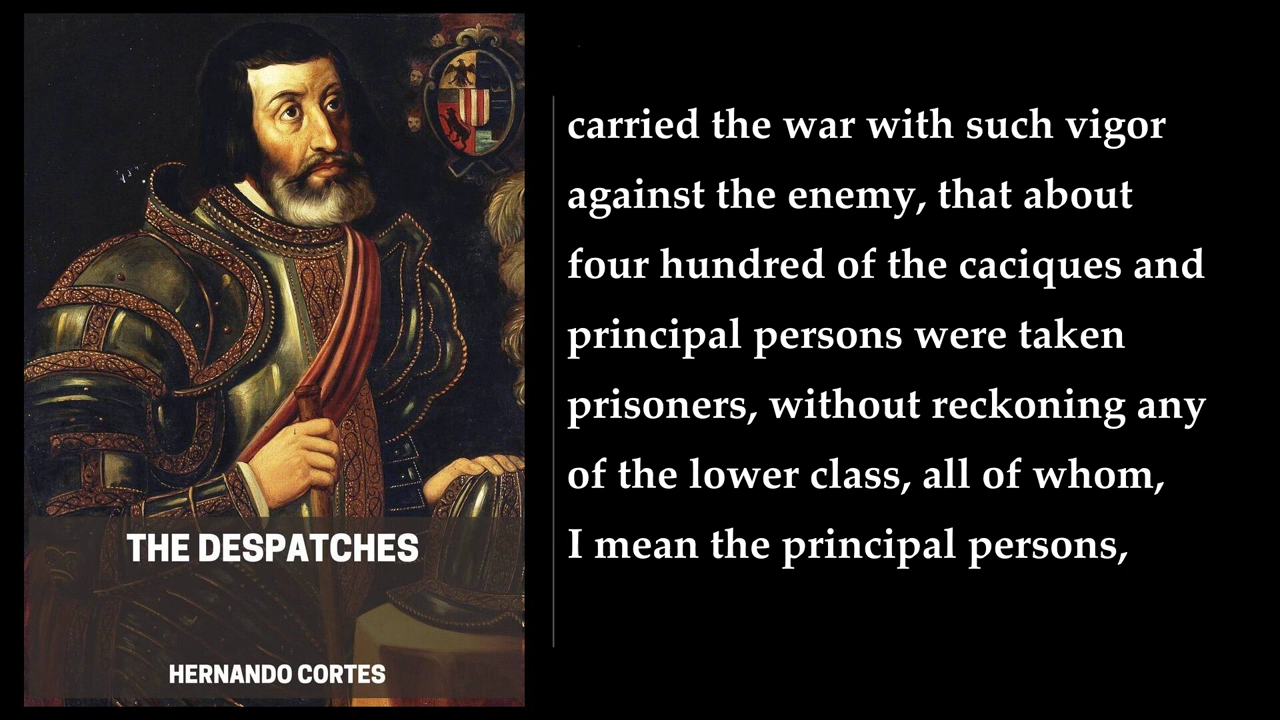 THE DESPATCHES
HERNANDO CORTES
carried the war with such vigor
against the enemy, that about
four hundred of the caciques and
principal persons were taken
prisoners, without reckoning any
of the lower class, all of whom,
I mean the principal persons,